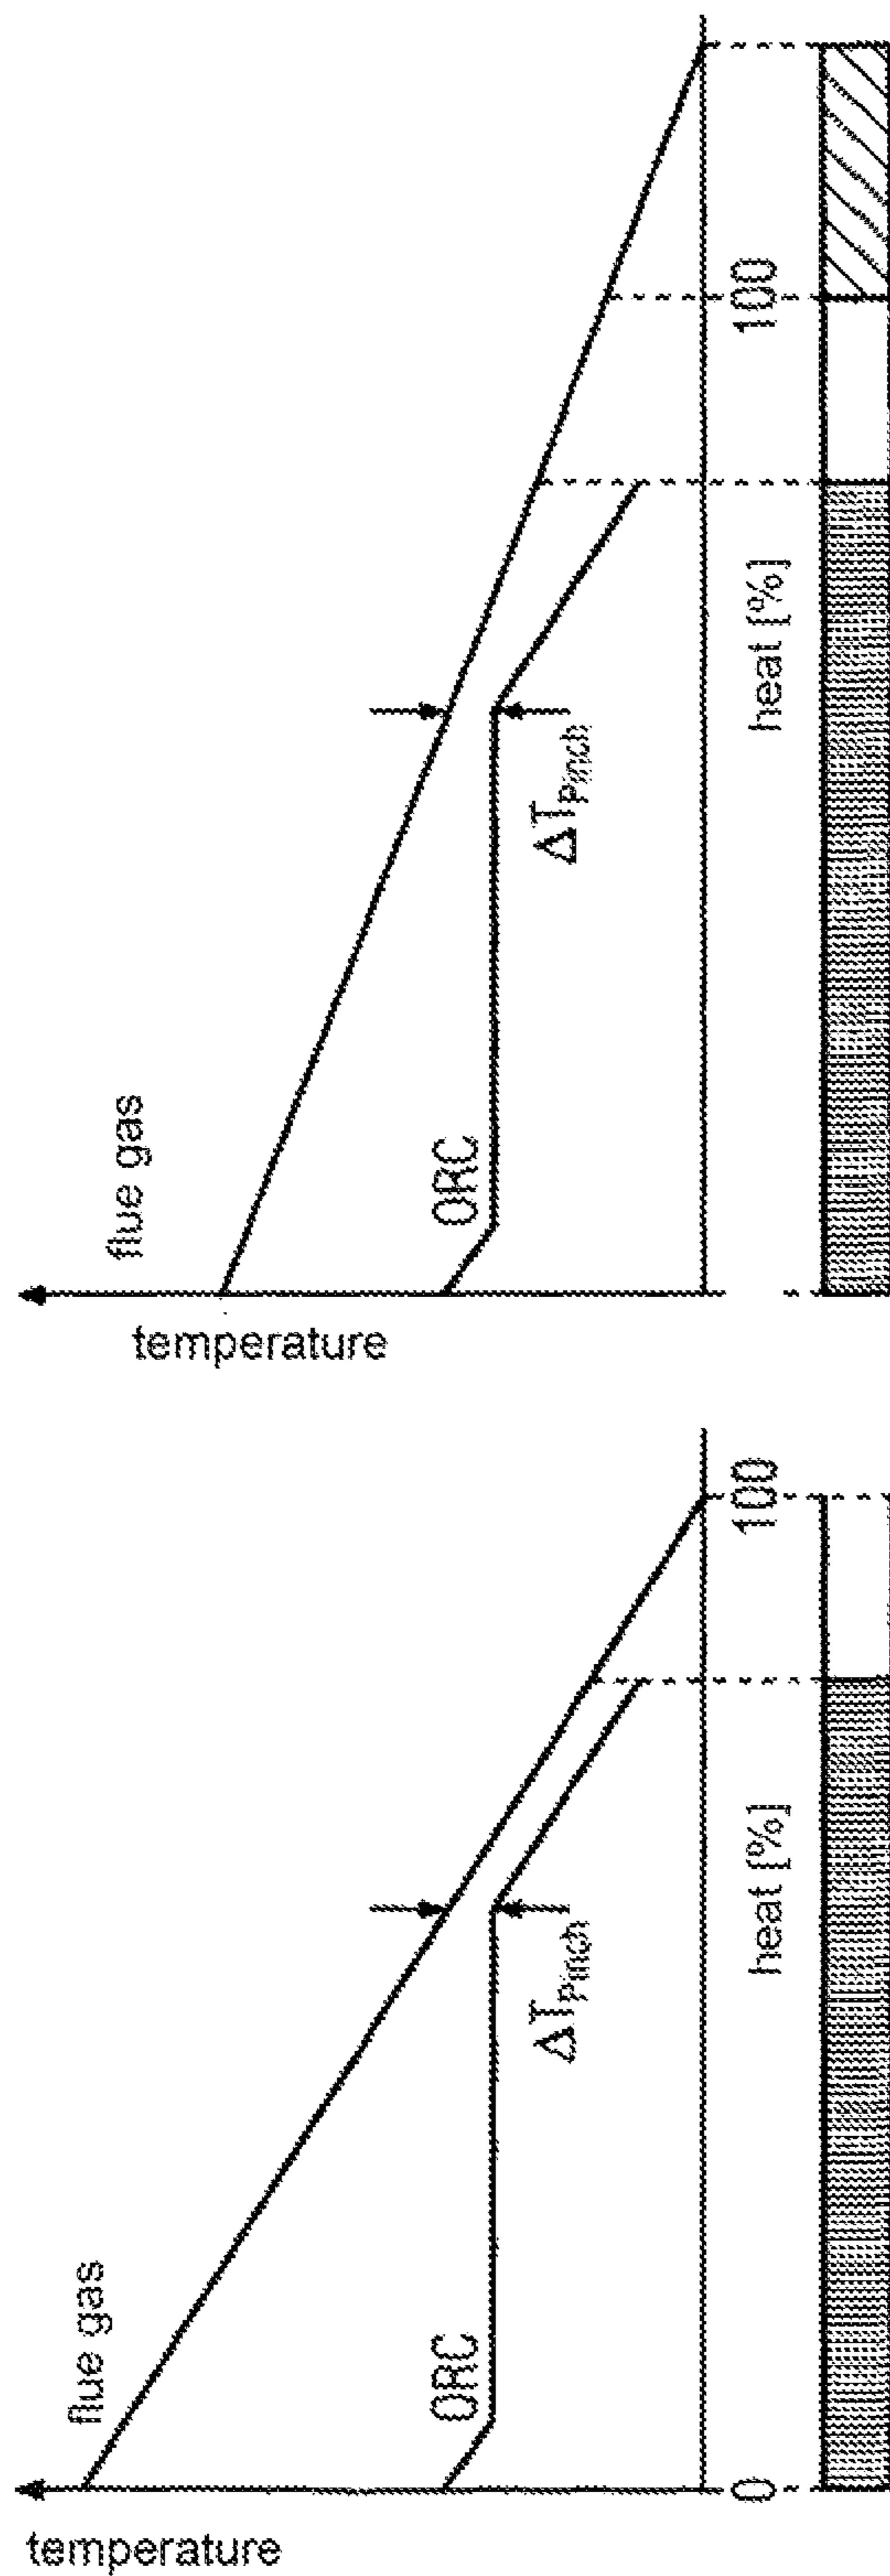 flue gas
temperature
ORC
ΔT_Pinch
heat [%]
100
flue gas
temperature
ORC
ΔT_Pinch
heat [%]
0
100